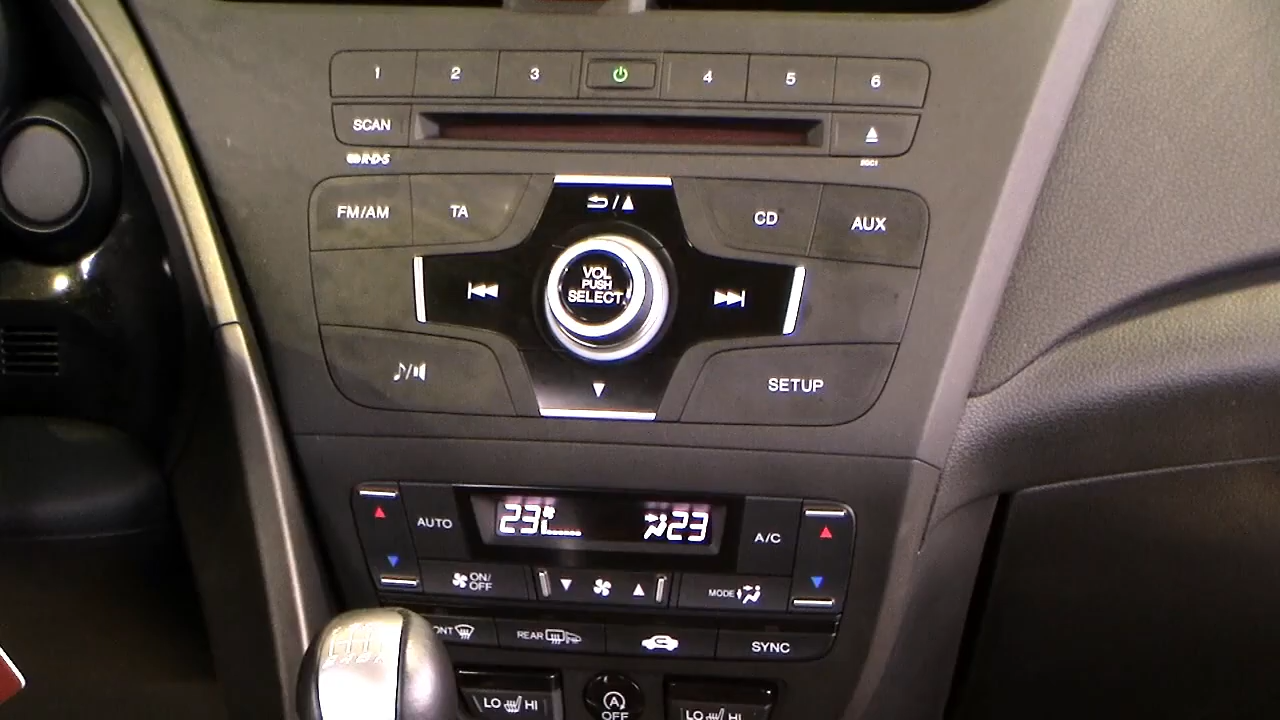 1 2 3 4 5 6
SCAN
R·D·S
FM/AM TA CD AUX
VOL
PUSH
SELECT
SETUP
AUTO 23 23 A/C
ON/
OFF
MODE
REAR SYNC
LO HI
A
OFF
LO HI